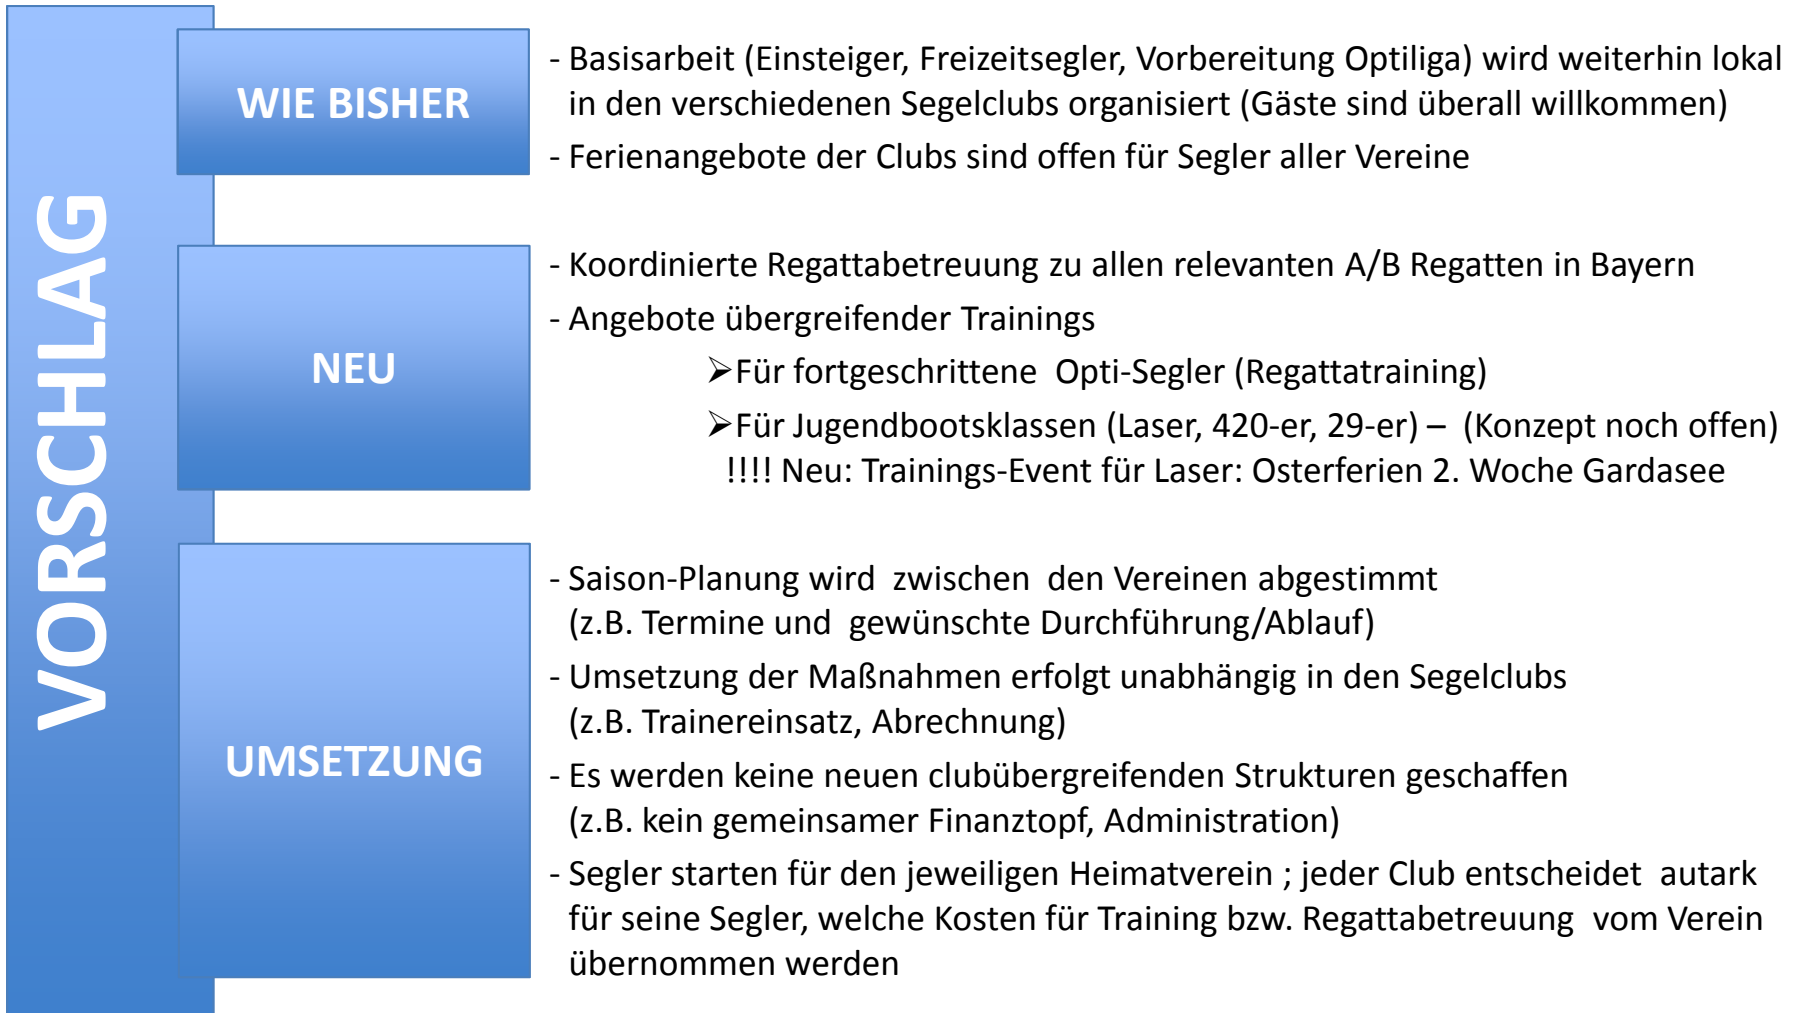 VORSCHLAG
WIE BISHER
- Basisarbeit (Einsteiger, Freizeitsegler, Vorbereitung Optiliga) wird weiterhin lokal
in den verschiedenen Segelclubs organisiert (Gäste sind überall willkommen)
- Ferienangebote der Clubs sind offen für Segler aller Vereine
NEU
- Koordinierte Regattabetreuung zu allen relevanten A/B Regatten in Bayern
- Angebote übergreifender Trainings
➢Für fortgeschrittene Opti-Segler (Regattatraining)
➢Für Jugendbootsklassen (Laser, 420-er, 29-er) – (Konzept noch offen)
!!!! Neu: Trainings-Event für Laser: Osterferien 2. Woche Gardasee
UMSETZUNG
- Saison-Planung wird zwischen den Vereinen abgestimmt
(z.B. Termine und gewünschte Durchführung/Ablauf)
- Umsetzung der Maßnahmen erfolgt unabhängig in den Segelclubs
(z.B. Trainereinsatz, Abrechnung)
- Es werden keine neuen clubübergreifenden Strukturen geschaffen
(z.B. kein gemeinsamer Finanztopf, Administration)
- Segler starten für den jeweiligen Heimatverein ; jeder Club entscheidet autark
für seine Segler, welche Kosten für Training bzw. Regattabetreuung vom Verein
übernommen werden